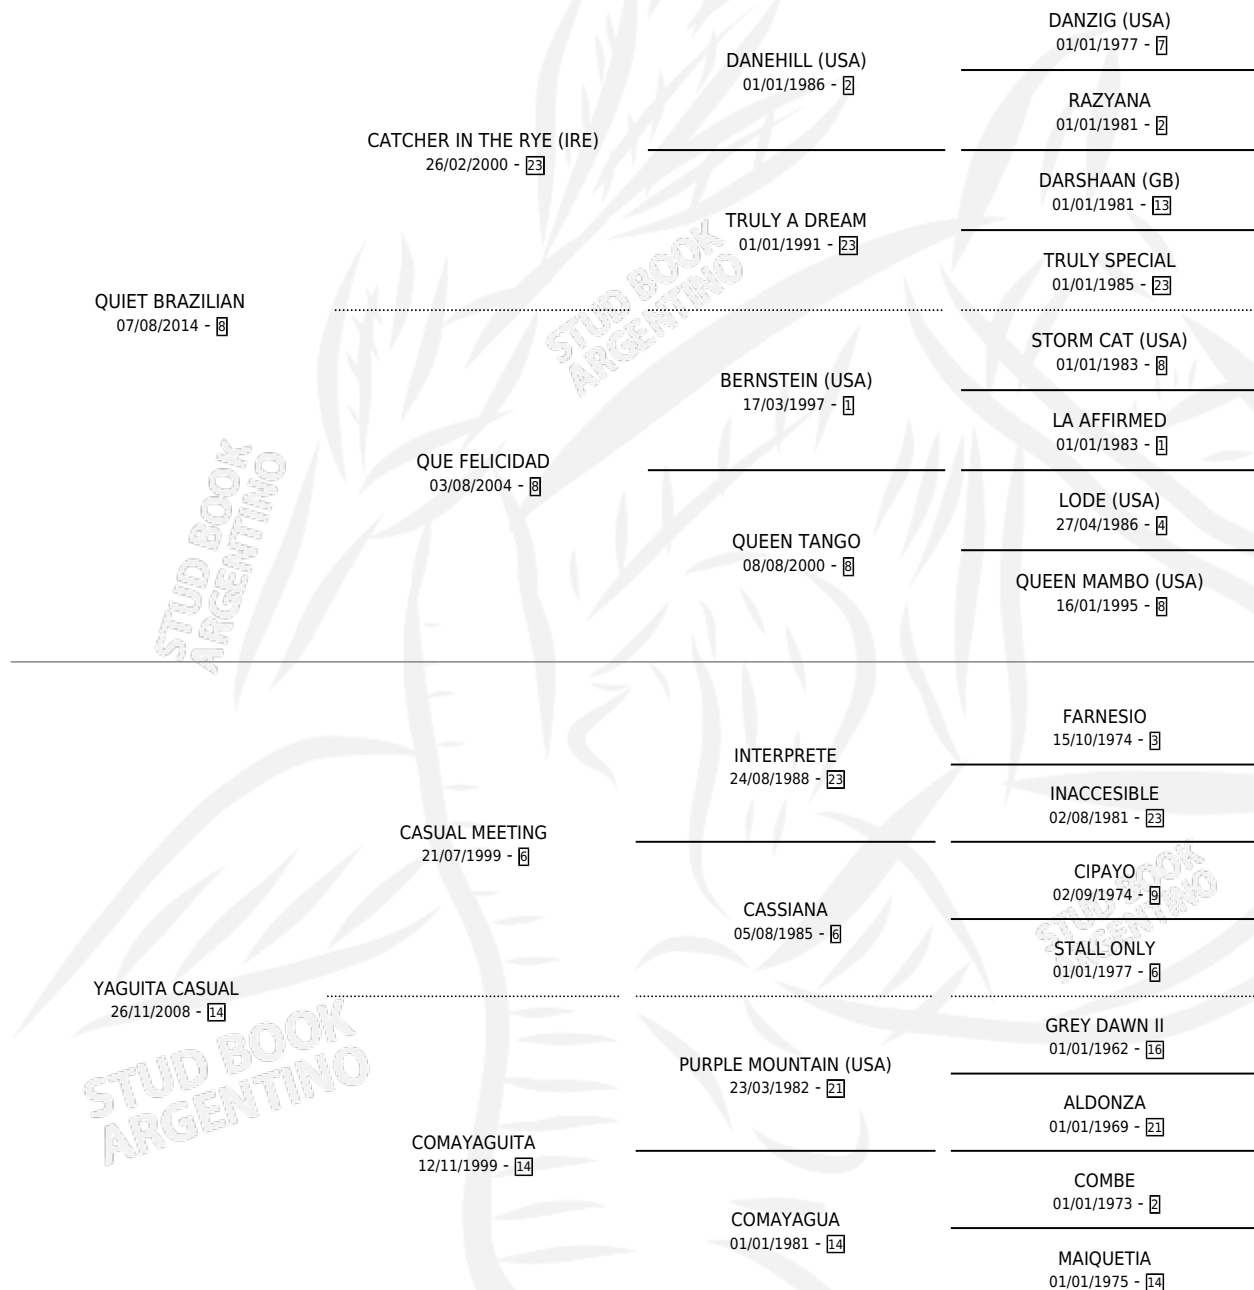 DANZIG (USA)
01/01/1977 - 7
DANEHILL (USA)
01/01/1986 - 2
RAZYANA
01/01/1981 - 2
CATCHER IN THE RYE (IRE)
26/02/2000 - 23
DARSHAAN (GB)
01/01/1981 - 13
TRULY A DREAM
01/01/1991 - 23
TRULY SPECIAL
01/01/1985 - 23
QUIET BRAZILIAN
07/08/2014 - 8
STORM CAT (USA)
01/01/1983 - 8
BERNSTEIN (USA)
17/03/1997 - 1
LA AFFIRMED
01/01/1983 - 1
QUE FELICIDAD
03/08/2004 - 8
LODE (USA)
27/04/1986 - 4
QUEEN TANGO
08/08/2000 - 8
QUEEN MAMBO (USA)
16/01/1995 - 8
STUD BOOK
ARGENTINO
STUD BOOK
ARGENTINO
FARNESIO
15/10/1974 - 3
INTERPRETE
24/08/1988 - 23
INACCESIBLE
02/08/1981 - 23
CASUAL MEETING
21/07/1999 - 6
CIPAYO
02/09/1974 - 9
CASSIANA
05/08/1985 - 6
STALL ONLY
01/01/1977 - 6
STUD BOOK
ARGENTINO
YAGUITA CASUAL
26/11/2008 - 14
GREY DAWN II
01/01/1962 - 16
PURPLE MOUNTAIN (USA)
23/03/1982 - 21
ALDONZA
01/01/1969 - 21
STUD BOOK
ARGENTINO
COMAYAGUITA
12/11/1999 - 14
COMBE
01/01/1973 - 2
COMAYAGUA
01/01/1981 - 14
MAIQUETIA
01/01/1975 - 14